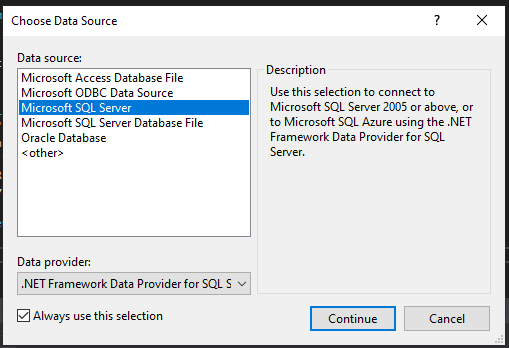 Choose Data Source
?
Data source:
Microsoft Access Database File
Microsoft ODBC Data Source
Microsoft SQL Server
Microsoft SQL Server Database File
Oracle Database
<other>
Description
Use this selection to connect to
Microsoft SQL Server 2005 or above, or
to Microsoft SQL Azure using the .NET
Framework Data Provider for SQL
Server.
Data provider:
.NET Framework Data Provider for SQL S
Always use this selection
Continue
Cancel